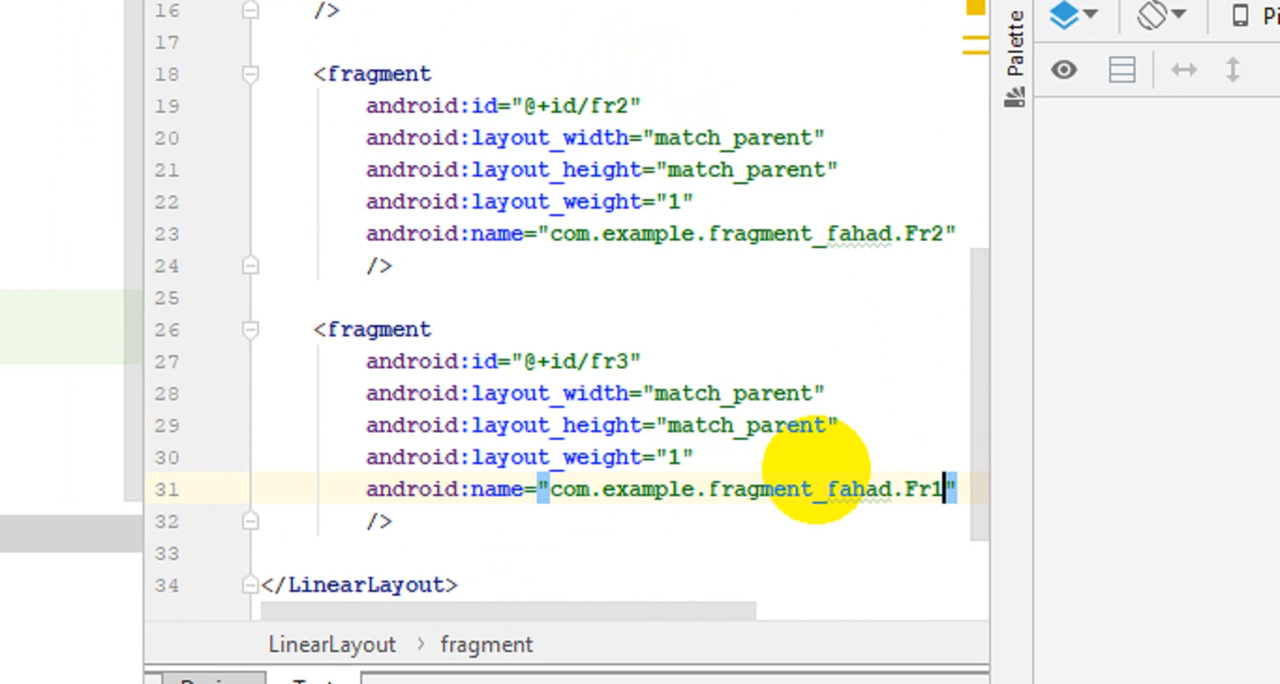 16 />
17
18 <fragment
19 android:id="@+id/fr2"
20 android:layout_width="match_parent"
21 android:layout_height="match_parent"
22 android:layout_weight="1"
23 android:name="com.example.fragment_fahad.Fr2"
24 />
25
26 <fragment
27 android:id="@+id/fr3"
28 android:layout_width="match_parent"
29 android:layout_height="match_parent"
30 android:layout_weight="1"
31 android:name="com.example.fragment_fahad.Fr1"
32 />
33
34 </LinearLayout>
LinearLayout › fragment
Palette